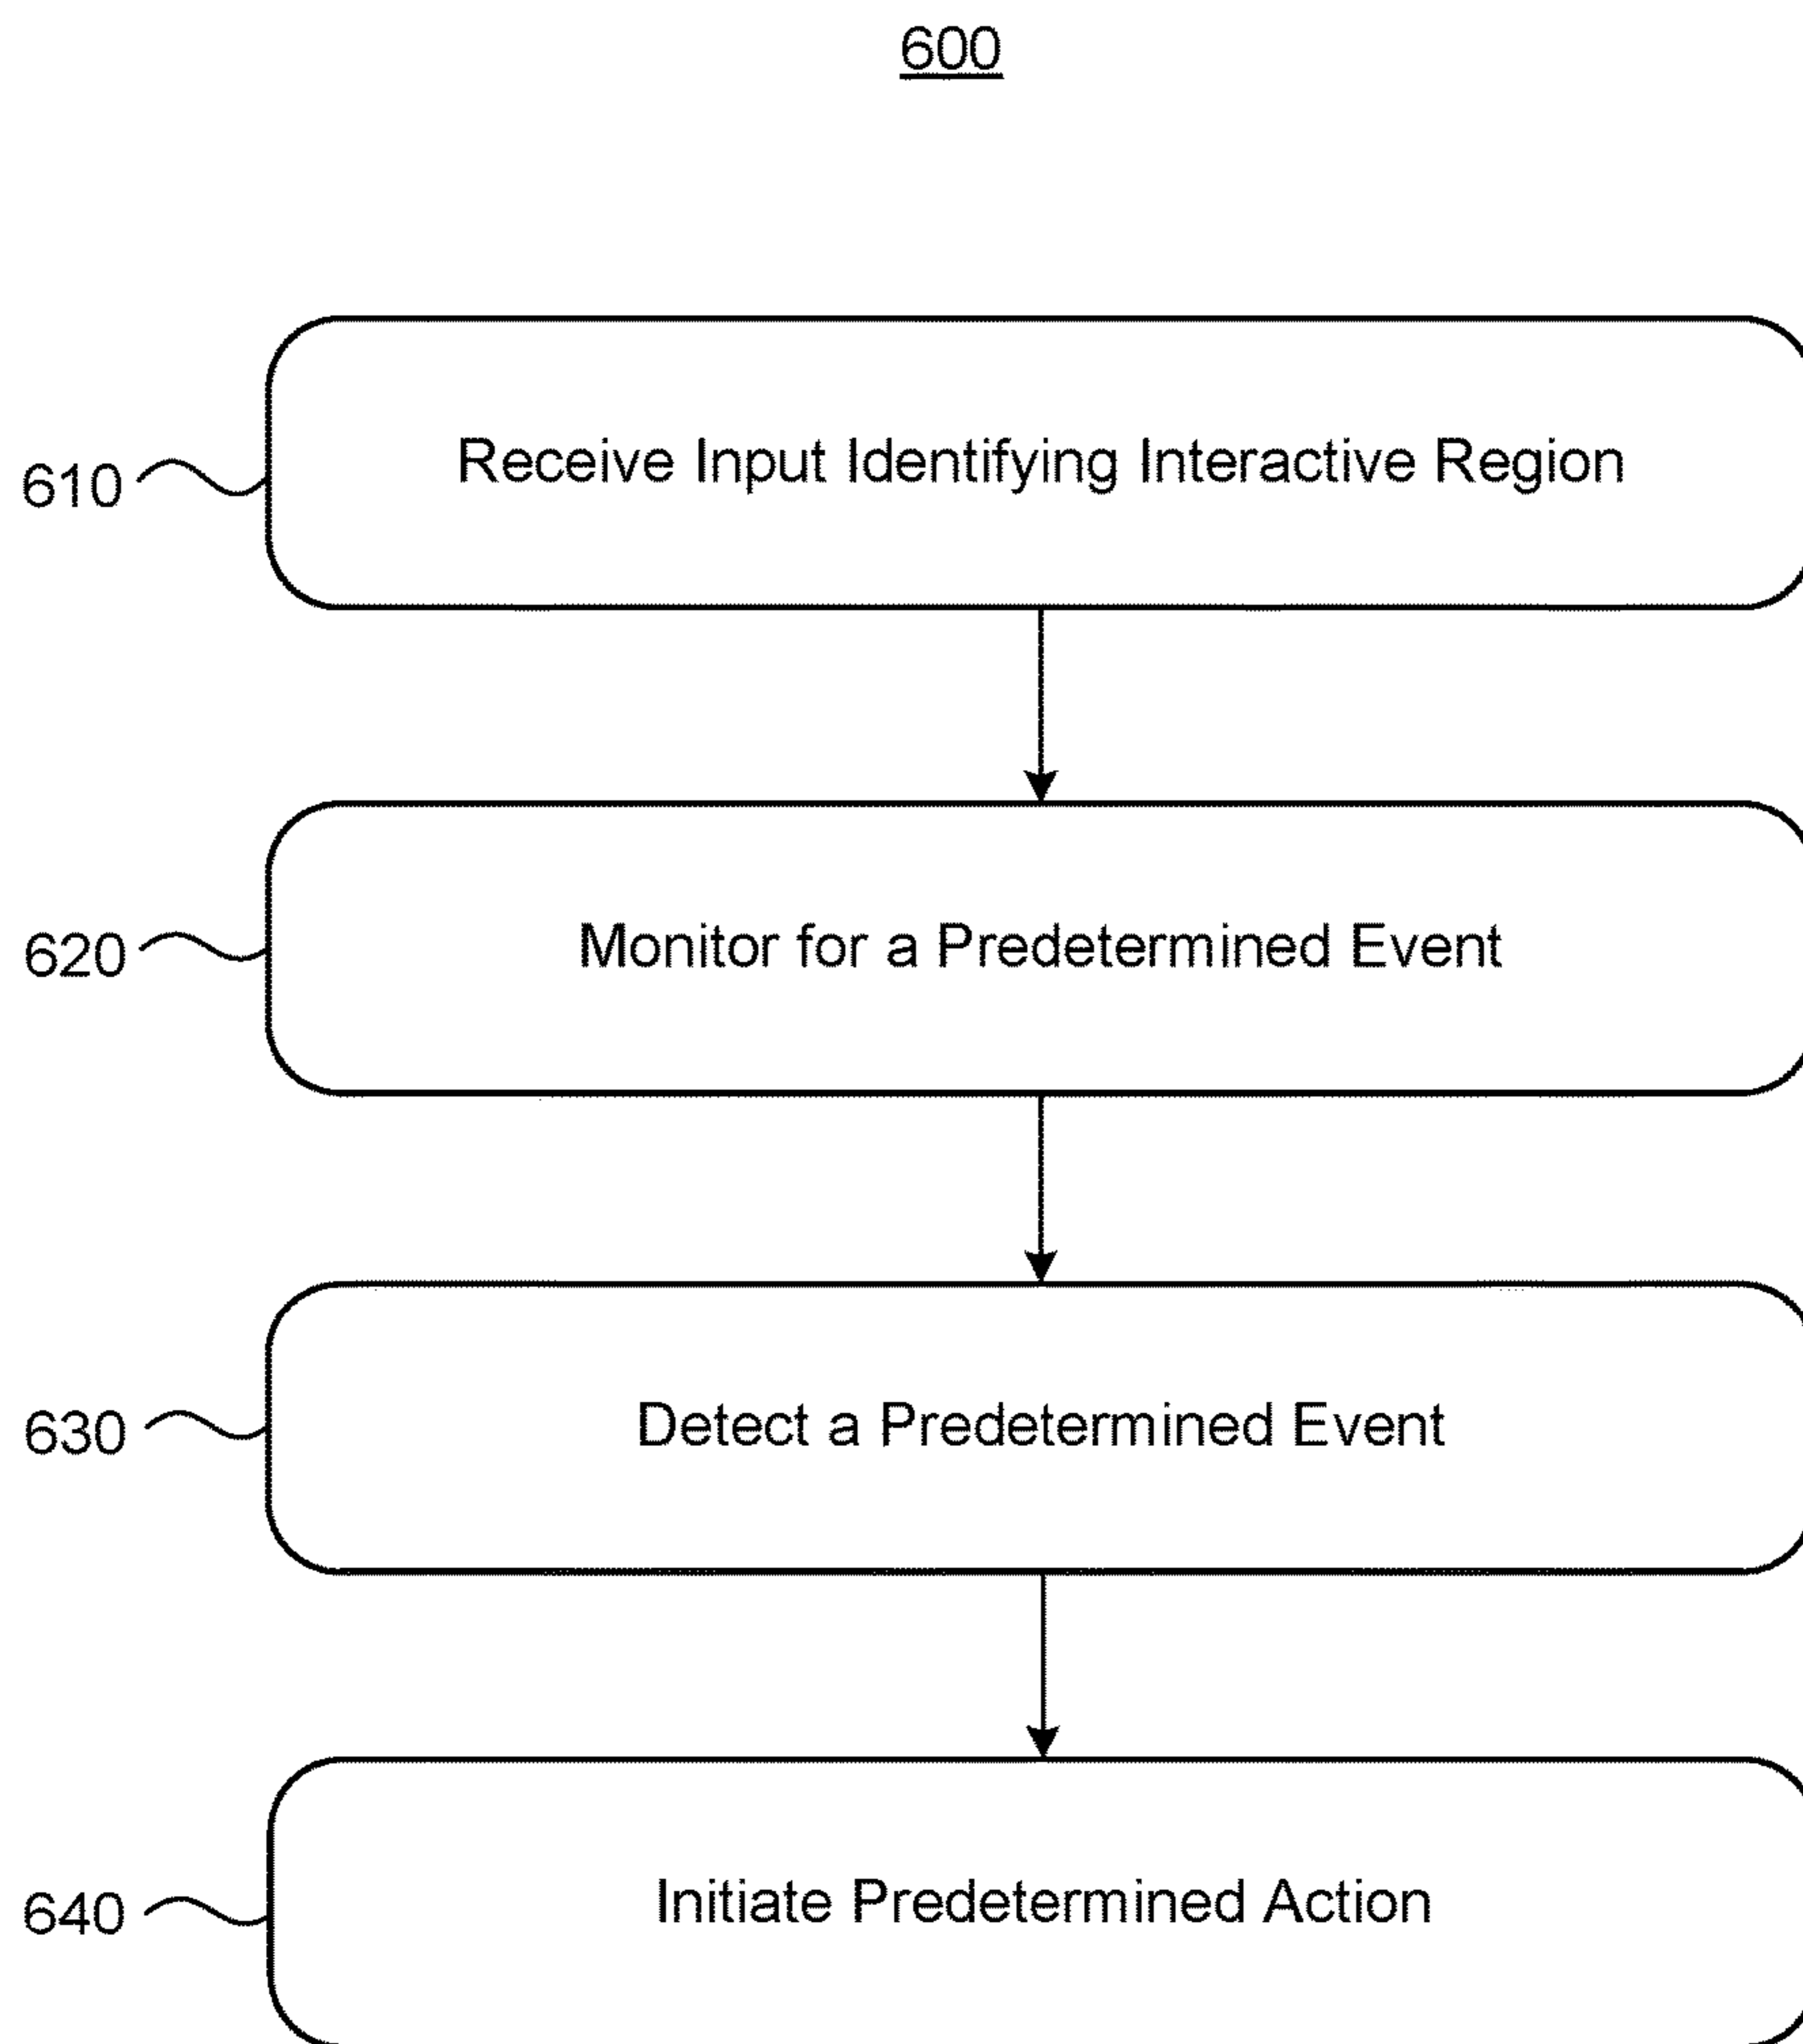 600
610 Receive Input Identifying Interactive Region
620 Monitor for a Predetermined Event
630 Detect a Predetermined Event
640 Initiate Predetermined Action